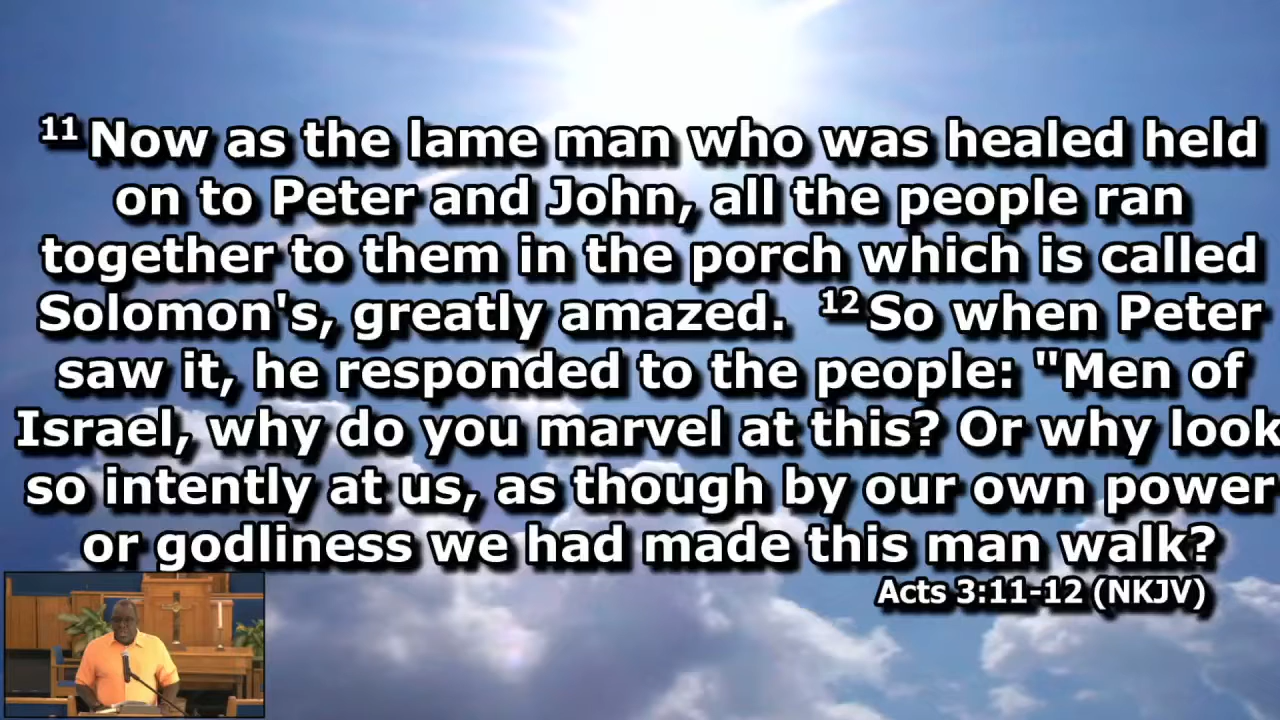 11 Now as the lame man who was healed held
on to Peter and John, all the people ran
together to them in the porch which is called
Solomon's, greatly amazed. 12 So when Peter
saw it, he responded to the people: "Men of
Israel, why do you marvel at this? Or why look
so intently at us, as though by our own power
or godliness we had made this man walk?
Acts 3:11-12 (NKJV)